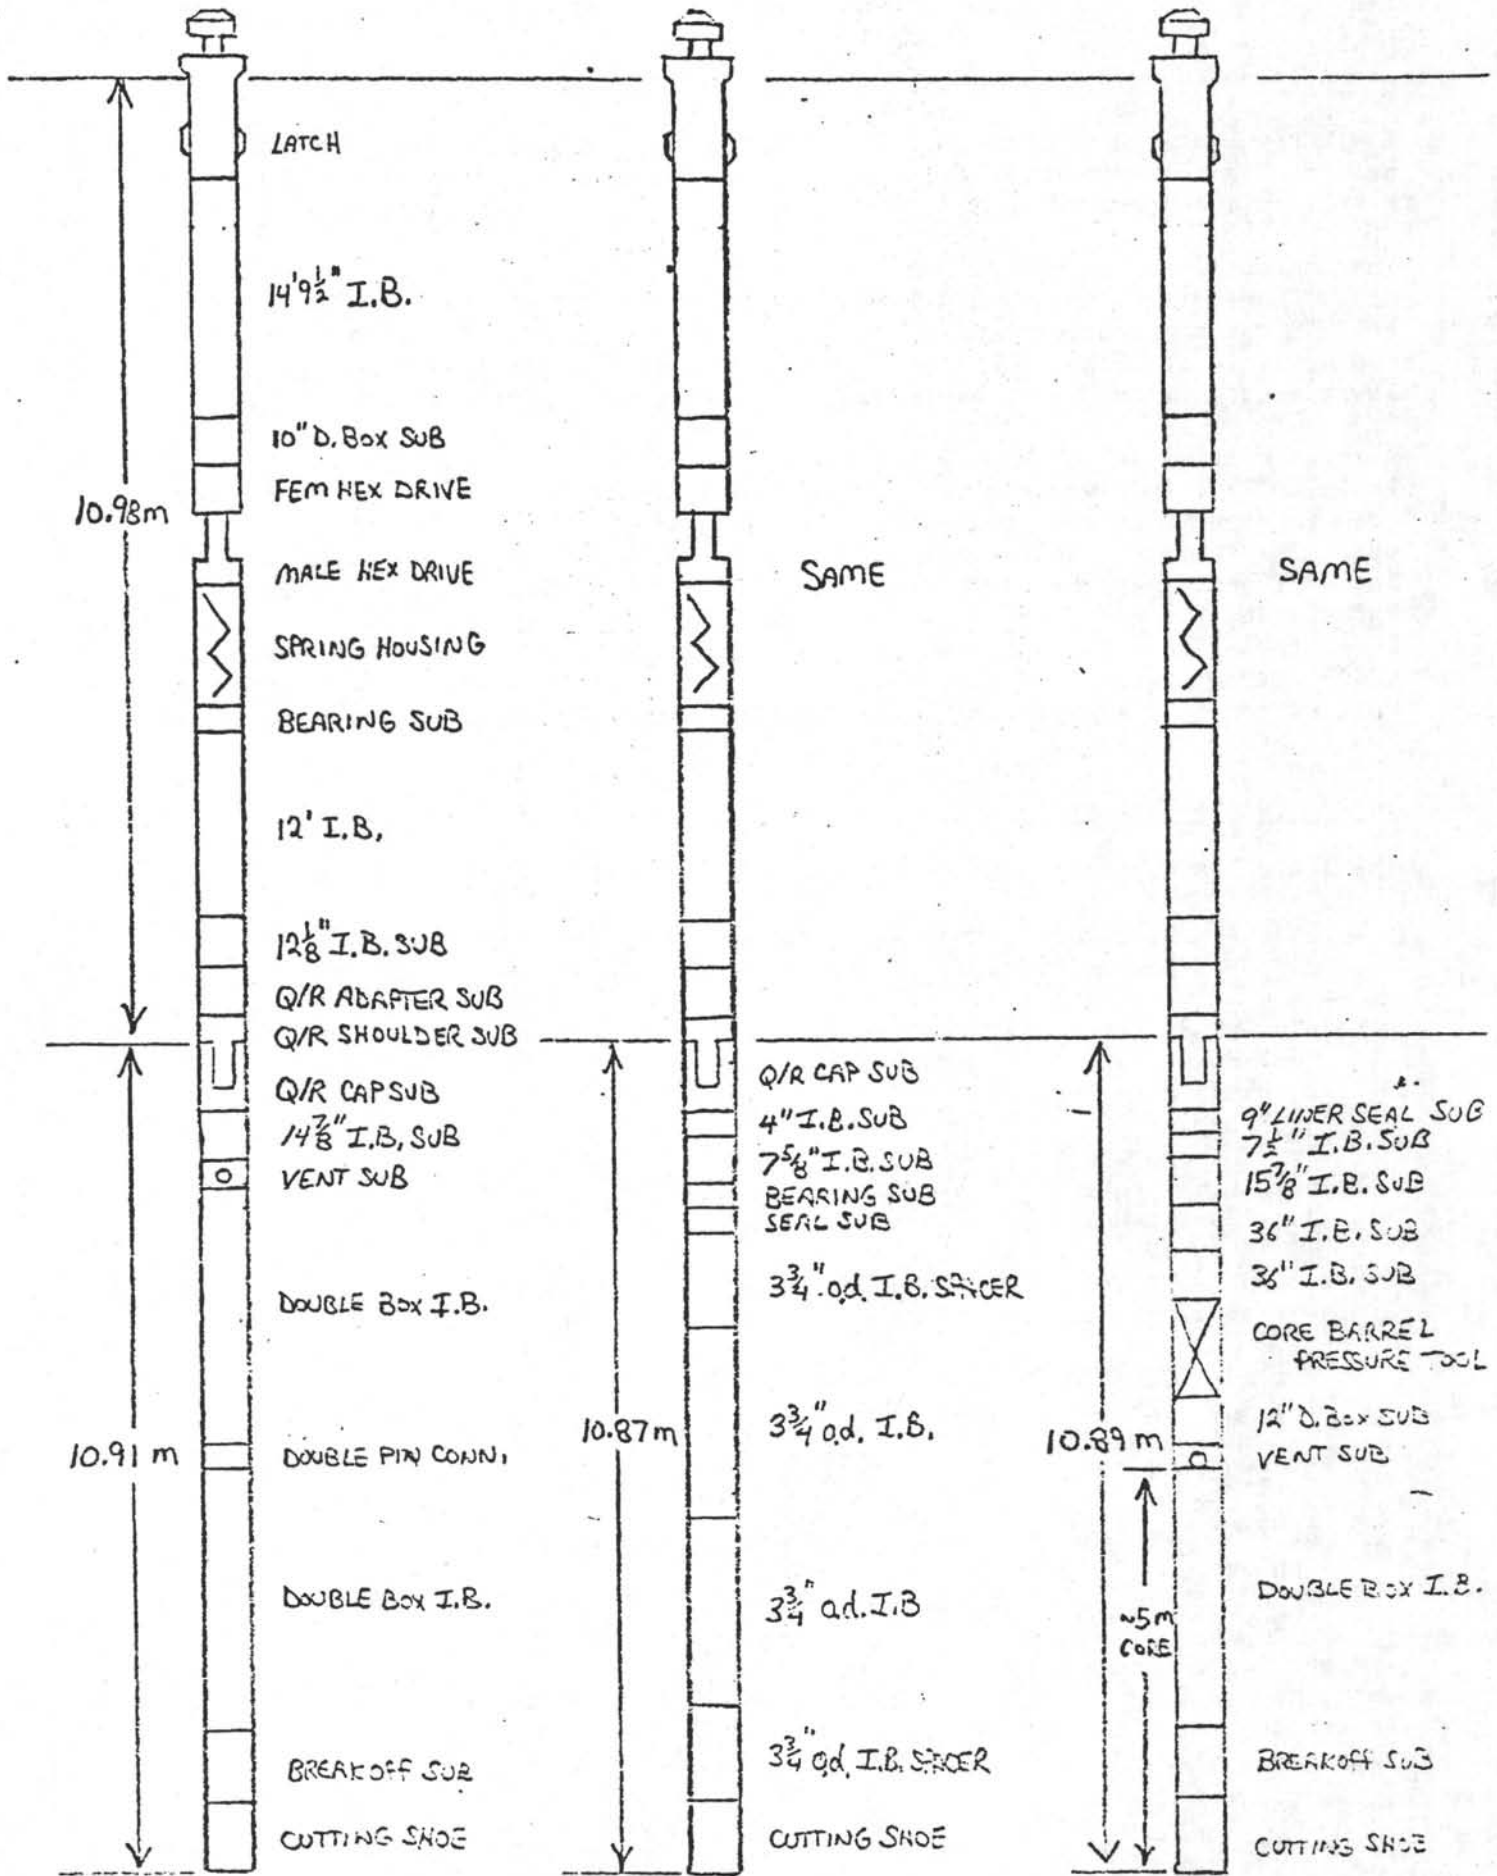 LATCH
14'9½" I.B.
10" D. BOX SUB
FEM HEX DRIVE
10.98m
MALE HEX DRIVE
SPRING HOUSING
BEARING SUB
12' I.B.
12⅛" I.B. SUB
Q/R ADAPTER SUB
Q/R SHOULDER SUB
Q/R CAP SUB
14⅞" I.B. SUB
VENT SUB
DOUBLE BOX I.B.
10.91 m
DOUBLE PIN CONN.
DOUBLE BOX I.B.
BREAKOFF SUB
CUTTING SHOE
SAME
Q/R CAP SUB
4" I.B. SUB
7⅝" I.B. SUB
BEARING SUB
SEAL SUB
3¾" o.d. I.B. SPACER
10.87m
3¾" o.d. I.B.
3¾" o.d. I.B
3¾" o.d. I.B. SPACER
CUTTING SHOE
SAME
9" LINER SEAL SUB
7½" I.B. SUB
15⅞" I.B. SUB
36" I.B. SUB
36" I.B. SUB
CORE BARREL
PRESSURE TOOL
12" D. BOX SUB
10.89 m
VENT SUB
DOUBLE BOX I.B.
~5m
CORE
BREAKOFF SUB
CUTTING SHOE